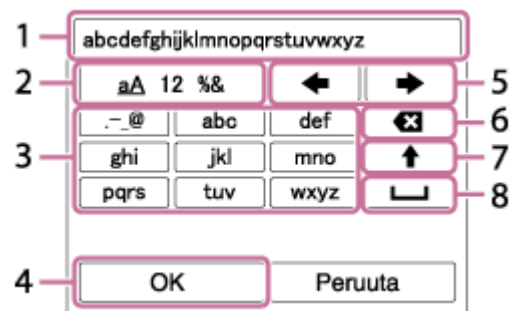 1 abcdefghijklmnopqrstuvwxyz
2 aA 12 %& 5
.-_@ abc def 6
3 ghi jkl mno 7
pqrs tuv wxyz 8
4 OK Peruuta